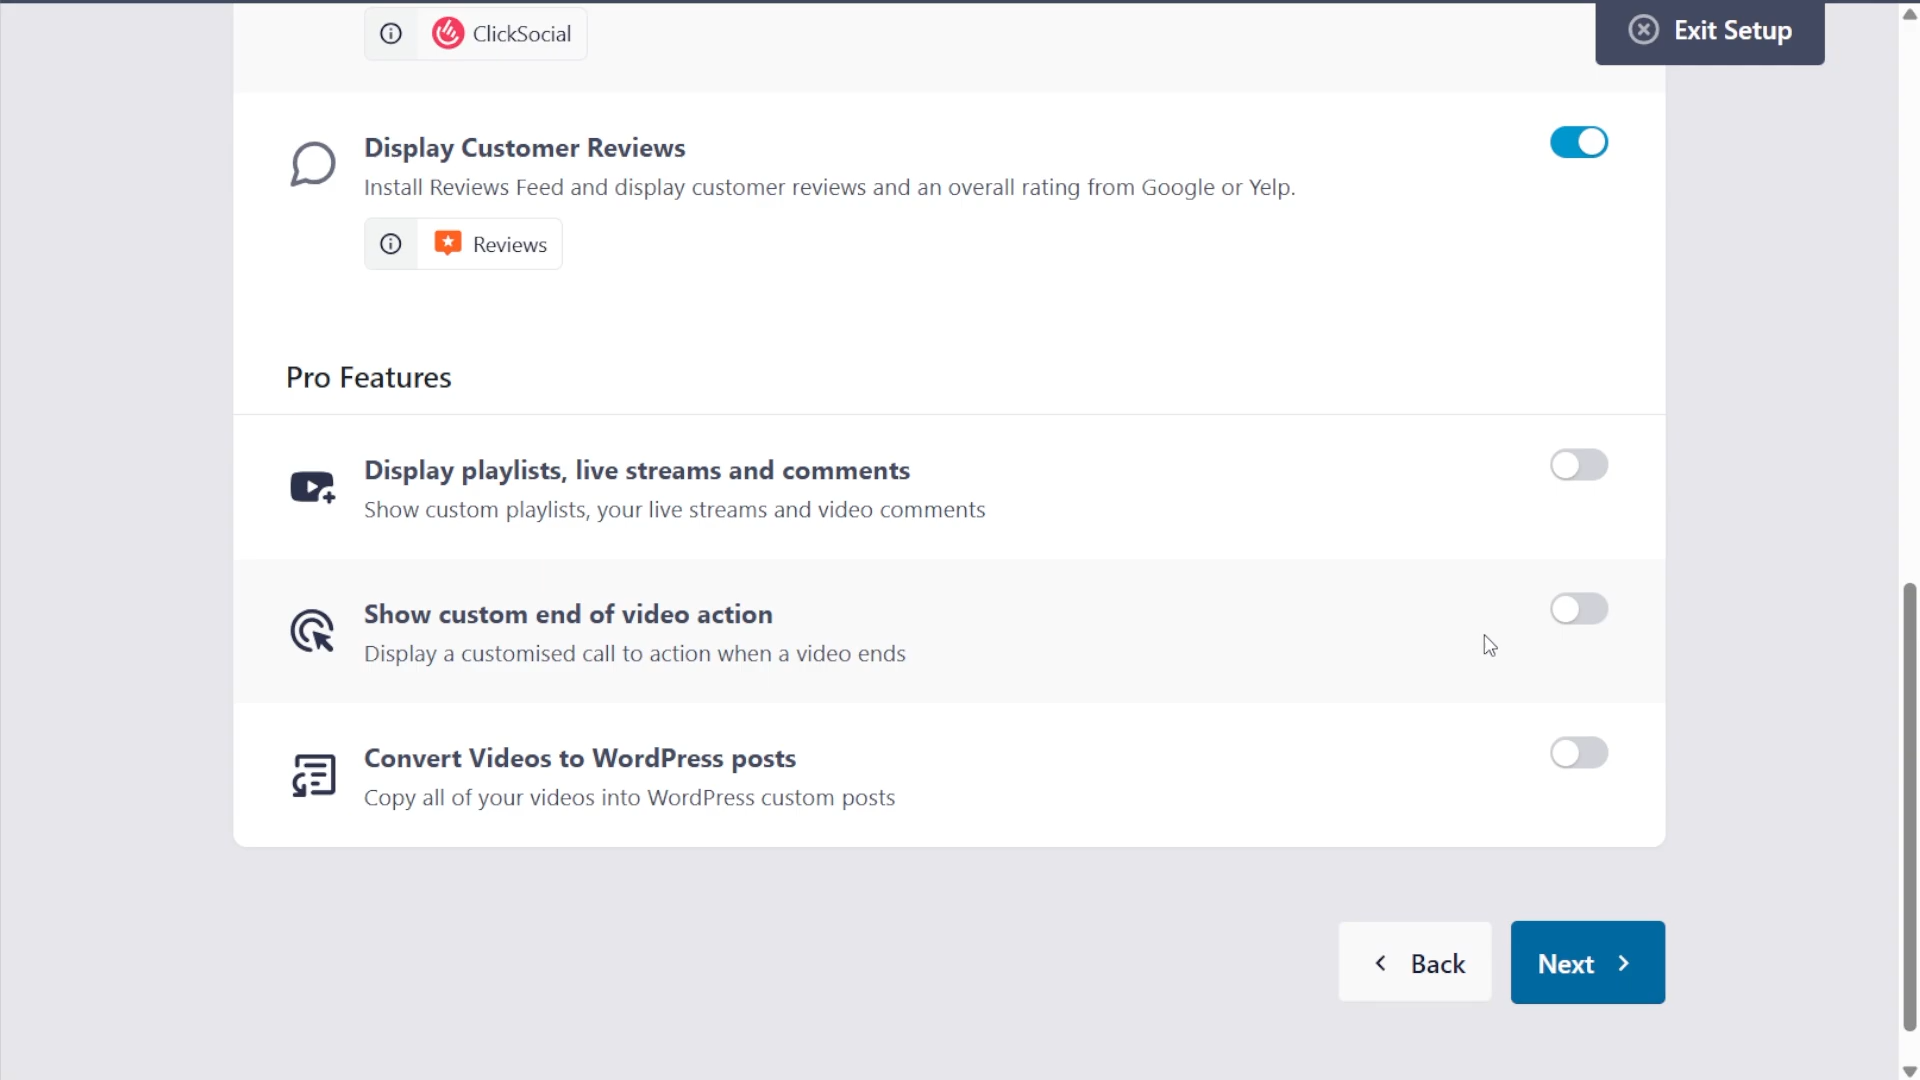 ClickSocial
Exit Setup
Display Customer Reviews
Install Reviews Feed and display customer reviews and an overall rating from Google or Yelp.
Reviews
Pro Features
Display playlists, live streams and comments
Show custom playlists, your live streams and video comments
Show custom end of video action
Display a customised call to action when a video ends
Convert Videos to WordPress posts
Copy all of your videos into WordPress custom posts
Back
Next